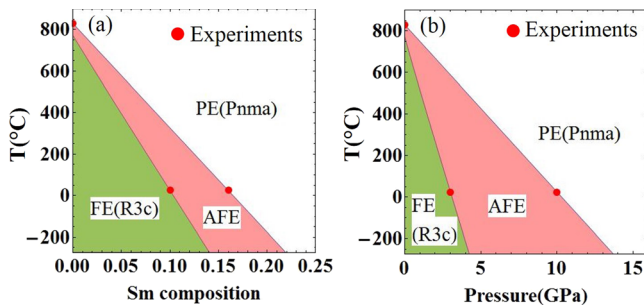 (a)
Experiments
PE(Pnma)
FE(R3c)
AFE
T(°C)
800
600
400
200
0
−200
0.00
0.05
0.10
0.15
0.20
0.25
Sm composition
(b)
Experiments
PE(Pnma)
FE
(R3c)
AFE
T(°C)
800
600
400
200
0
−200
0
5
10
15
Pressure(GPa)